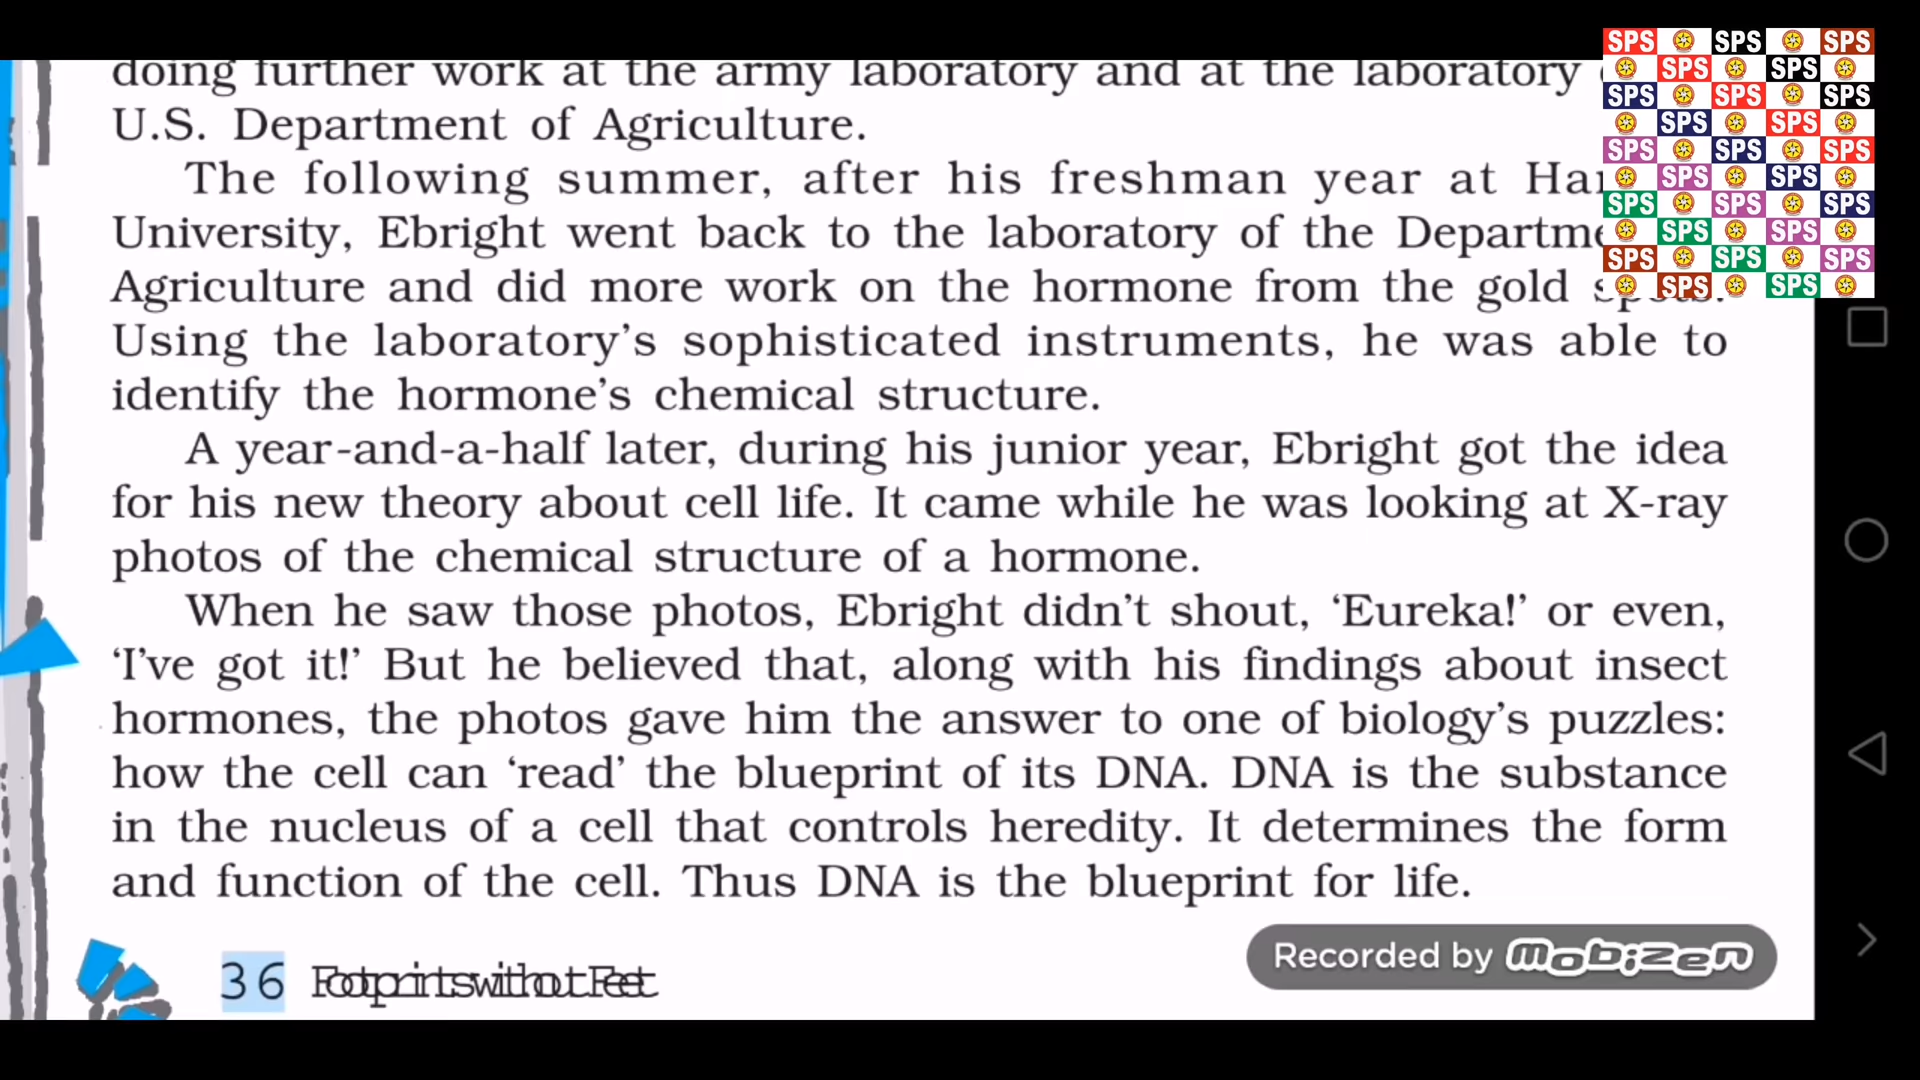 doing further work at the army laboratory and at the laboratory
U.S. Department of Agriculture.
The following summer, after his freshman year at
University, Ebright went back to the laboratory of the
Agriculture and did more work on the hormone from the gold
Using the laboratory’s sophisticated instruments, he was able to
identify the hormone’s chemical structure.
A year-and-a-half later, during his junior year, Ebright got the idea
for his new theory about cell life. It came while he was looking at X-ray
photos of the chemical structure of a hormone.
When he saw those photos, Ebright didn’t shout, ‘Eureka!’ or even,
‘I’ve got it!’ But he believed that, along with his findings about insect
hormones, the photos gave him the answer to one of biology’s puzzles:
how the cell can ‘read’ the blueprint of its DNA. DNA is the substance
in the nucleus of a cell that controls heredity. It determines the form
and function of the cell. Thus DNA is the blueprint for life.
36 Footprints without Feet
Recorded by mobizen
SPS SPS SPS
SPS SPS
SPS SPS SPS
SPS SPS
SPS SPS SPS
SPS SPS
SPS SPS SPS
SPS SPS
SPS SPS SPS
SPS SPS